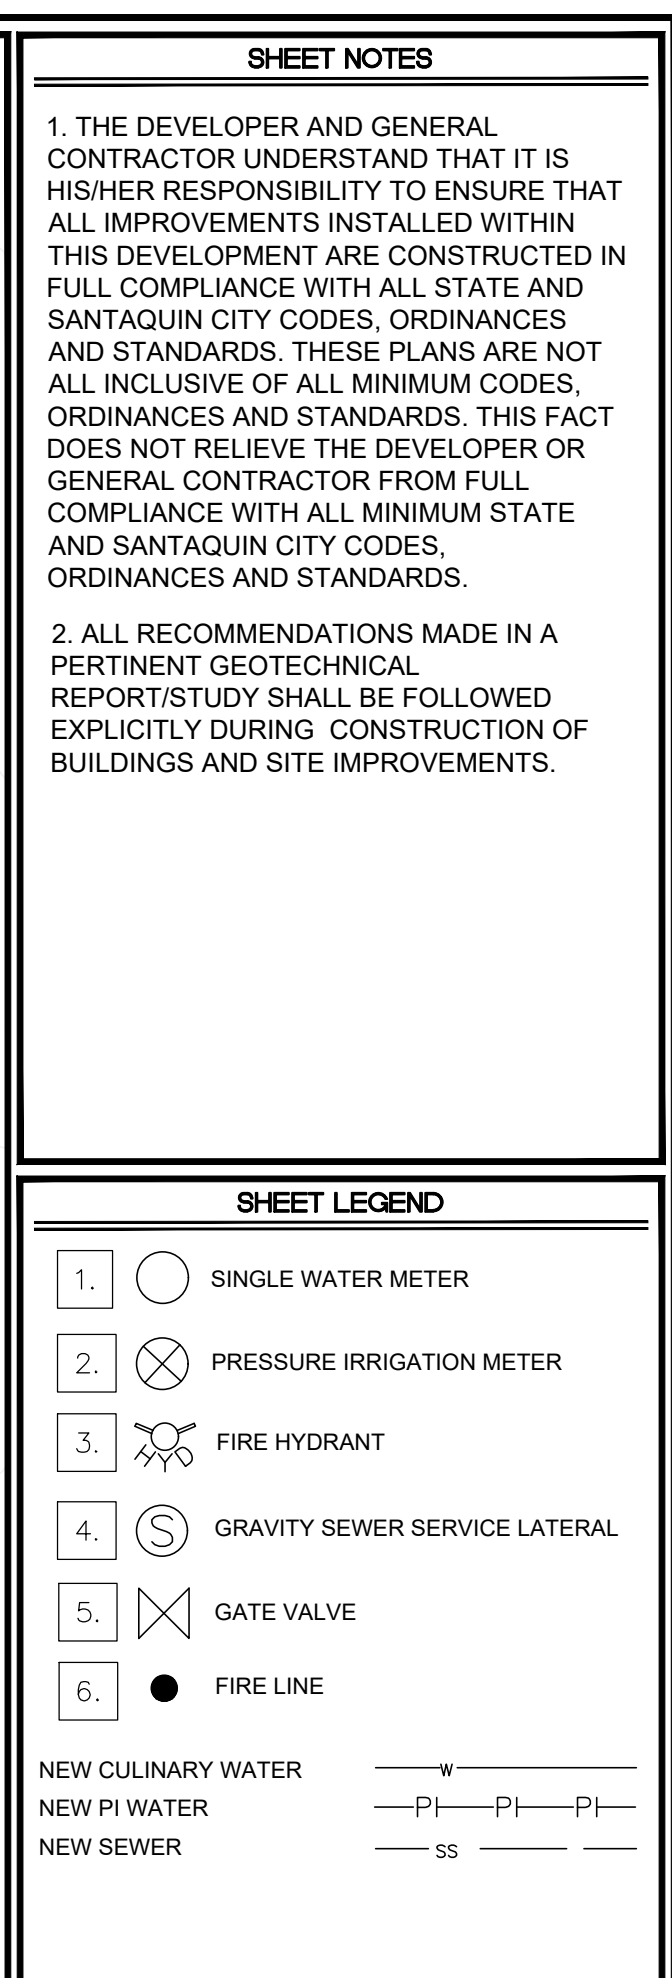 SHEET NOTES
1. THE DEVELOPER AND GENERAL
CONTRACTOR UNDERSTAND THAT IT IS
HIS/HER RESPONSIBILITY TO ENSURE THAT
ALL IMPROVEMENTS INSTALLED WITHIN
THIS DEVELOPMENT ARE CONSTRUCTED IN
FULL COMPLIANCE WITH ALL STATE AND
SANTAQUIN CITY CODES, ORDINANCES
AND STANDARDS. THESE PLANS ARE NOT
ALL INCLUSIVE OF ALL MINIMUM CODES,
ORDINANCES AND STANDARDS. THIS FACT
DOES NOT RELIEVE THE DEVELOPER OR
GENERAL CONTRACTOR FROM FULL
COMPLIANCE WITH ALL MINIMUM STATE
AND SANTAQUIN CITY CODES,
ORDINANCES AND STANDARDS.
2. ALL RECOMMENDATIONS MADE IN A
PERTINENT GEOTECHNICAL
REPORT/STUDY SHALL BE FOLLOWED
EXPLICITLY DURING CONSTRUCTION OF
BUILDINGS AND SITE IMPROVEMENTS.
SHEET LEGEND
1. SINGLE WATER METER
2. PRESSURE IRRIGATION METER
3. HYD FIRE HYDRANT
4. S GRAVITY SEWER SERVICE LATERAL
5. GATE VALVE
6. FIRE LINE
NEW CULINARY WATER W
NEW PI WATER PI PI PI
NEW SEWER SS